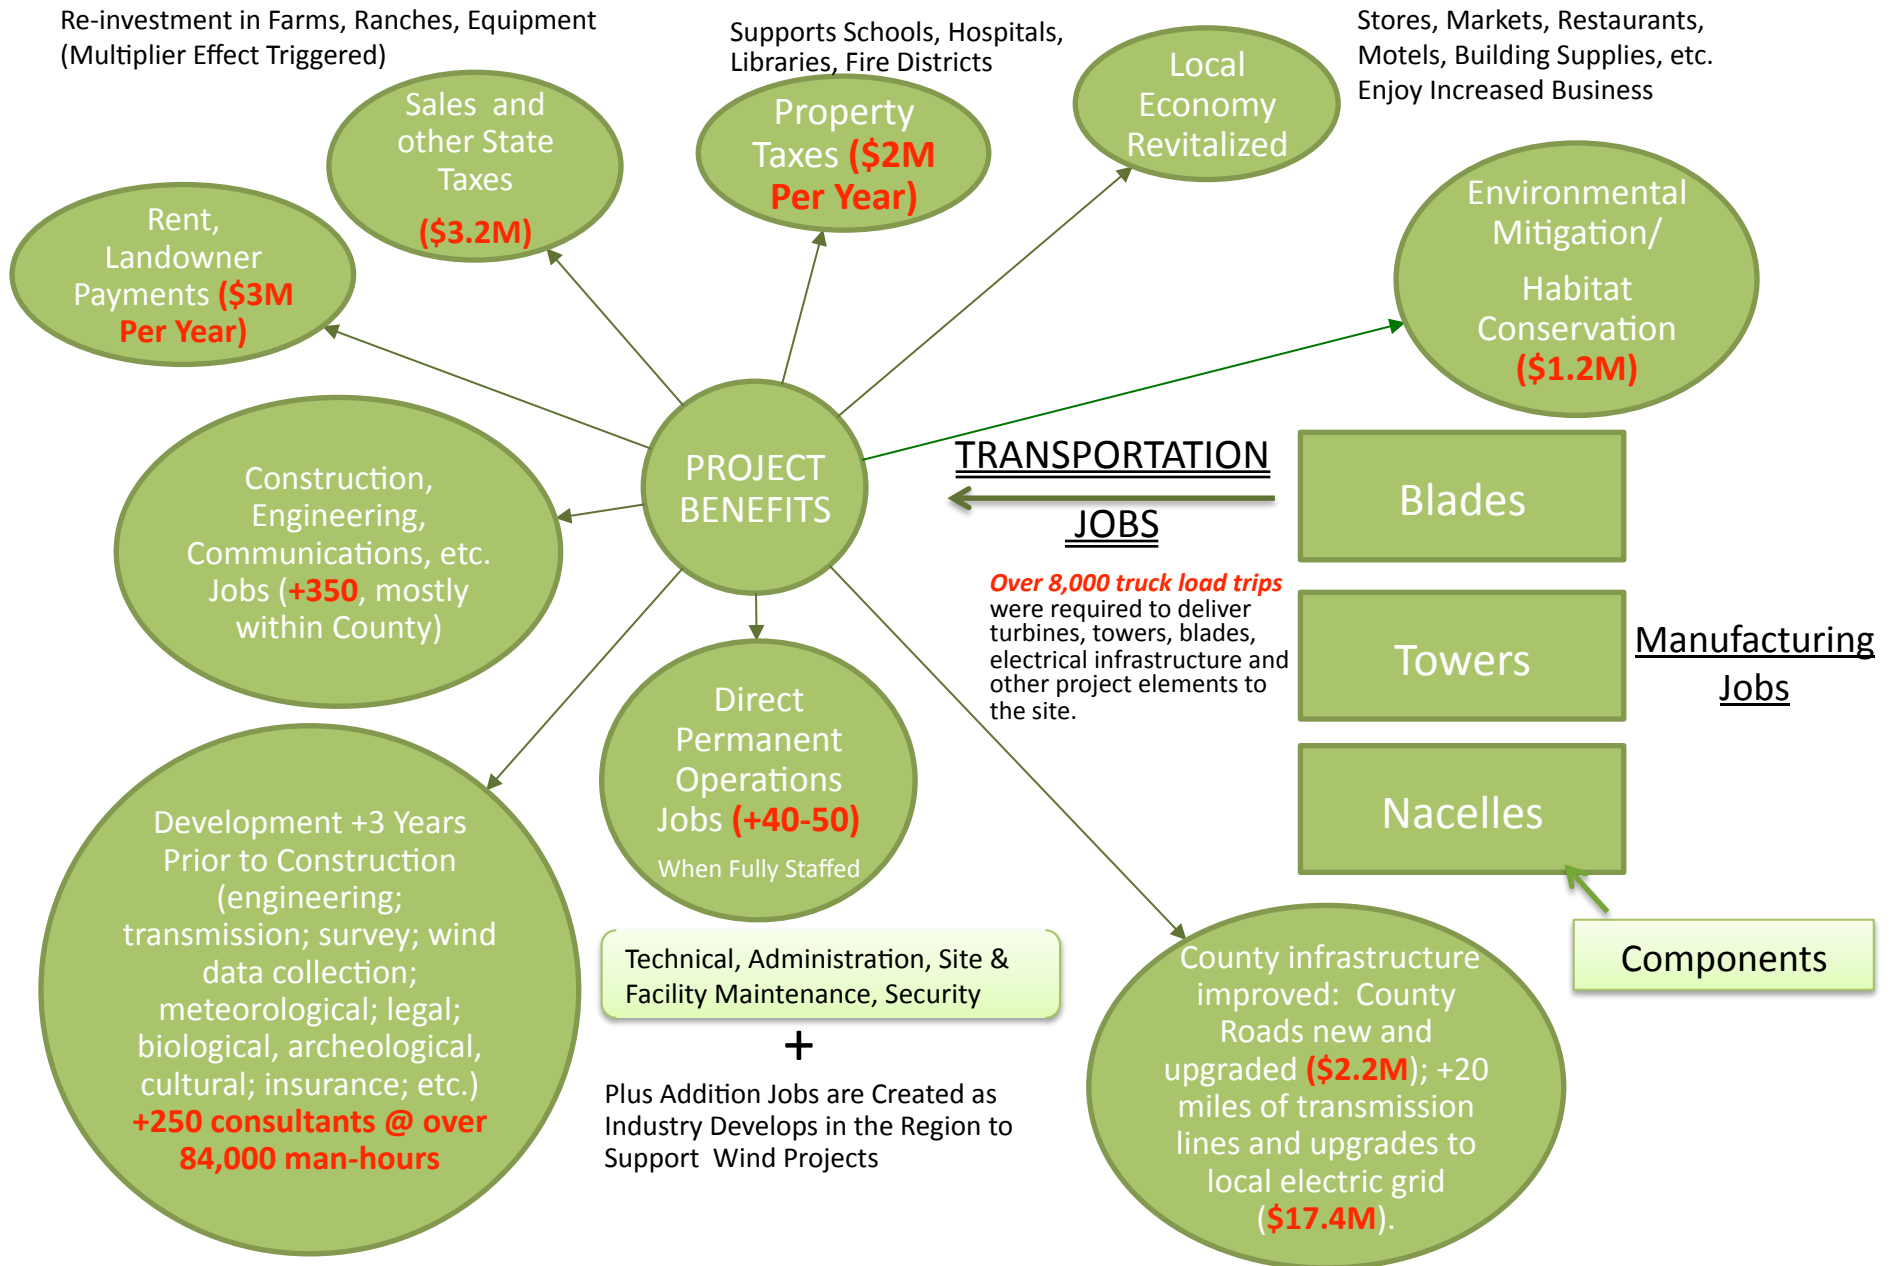 Re-investment in Farms, Ranches, Equipment
(Multiplier Effect Triggered)
Supports Schools, Hospitals,
Libraries, Fire Districts
Stores, Markets, Restaurants,
Motels, Building Supplies, etc.
Enjoy Increased Business
Rent,
Landowner
Payments ($3M
Per Year)
Sales and
other State
Taxes
($3.2M)
Property
Taxes ($2M
Per Year)
Local
Economy
Revitalized
Environmental
Mitigation/
Habitat
Conservation
($1.2M)
PROJECT
BENEFITS
Construction,
Engineering,
Communications, etc.
Jobs (+350, mostly
within County)
TRANSPORTATION
JOBS
Over 8,000 truck load trips
were required to deliver
turbines, towers, blades,
electrical infrastructure and
other project elements to
the site.
Blades
Towers
Nacelles
Manufacturing
Jobs
Components
Development +3 Years
Prior to Construction
(engineering;
transmission; survey; wind
data collection;
meteorological; legal;
biological, archeological,
cultural; insurance; etc.)
+250 consultants @ over
84,000 man-hours
Direct
Permanent
Operations
Jobs (+40-50)
When Fully Staffed
Technical, Administration, Site &
Facility Maintenance, Security
+
Plus Addition Jobs are Created as
Industry Develops in the Region to
Support Wind Projects
County infrastructure
improved: County
Roads new and
upgraded ($2.2M); +20
miles of transmission
lines and upgrades to
local electric grid
($17.4M).